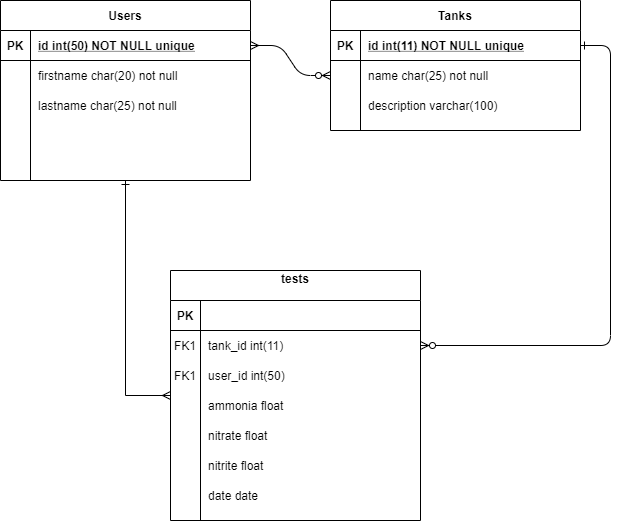 Users
PK id int(50) NOT NULL unique
firstname char(20) not null
lastname char(25) not null
Tanks
PK id int(11) NOT NULL unique
name char(25) not null
description varchar(100)
tests
PK
FK1 tank_id int(11)
FK1 user_id int(50)
ammonia float
nitrate float
nitrite float
date date